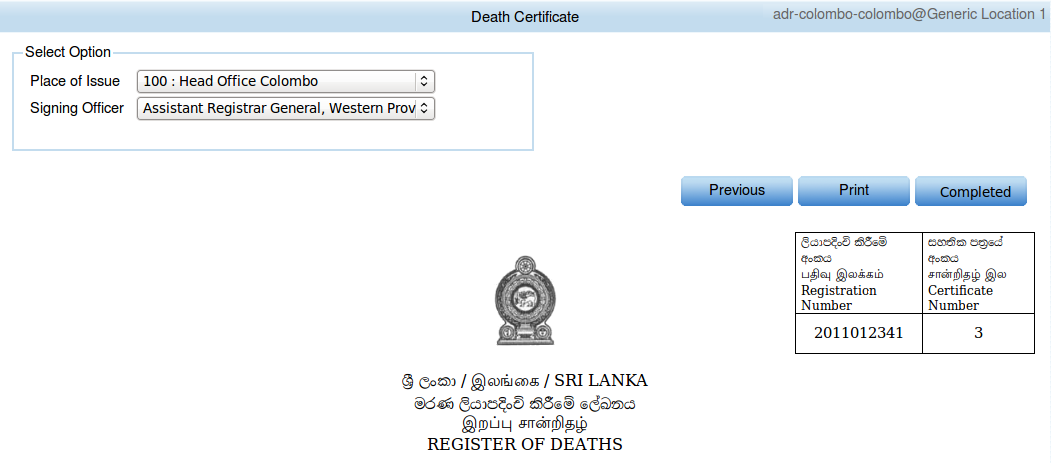 Death Certificate
adr-colombo-colombo@Generic Location 1
Select Option
Place of Issue
100 : Head Office Colombo
Signing Officer
Assistant Registrar General, Western Prov
Previous
Print
Completed
ලියාපදිංචි කිරීමේ
අංකය
பதிவு இலக்கம்
Registration
Number
සහතික පත්‍රයේ
අංකය
சான்றிதழ் இல
Certificate
Number
2011012341
3
ශ්‍රී ලංකා / இலங்கை / SRI LANKA
මරණ ලියාපදිංචි කිරීමේ ලේඛනය
இறப்பு சான்றிதழ்
REGISTER OF DEATHS